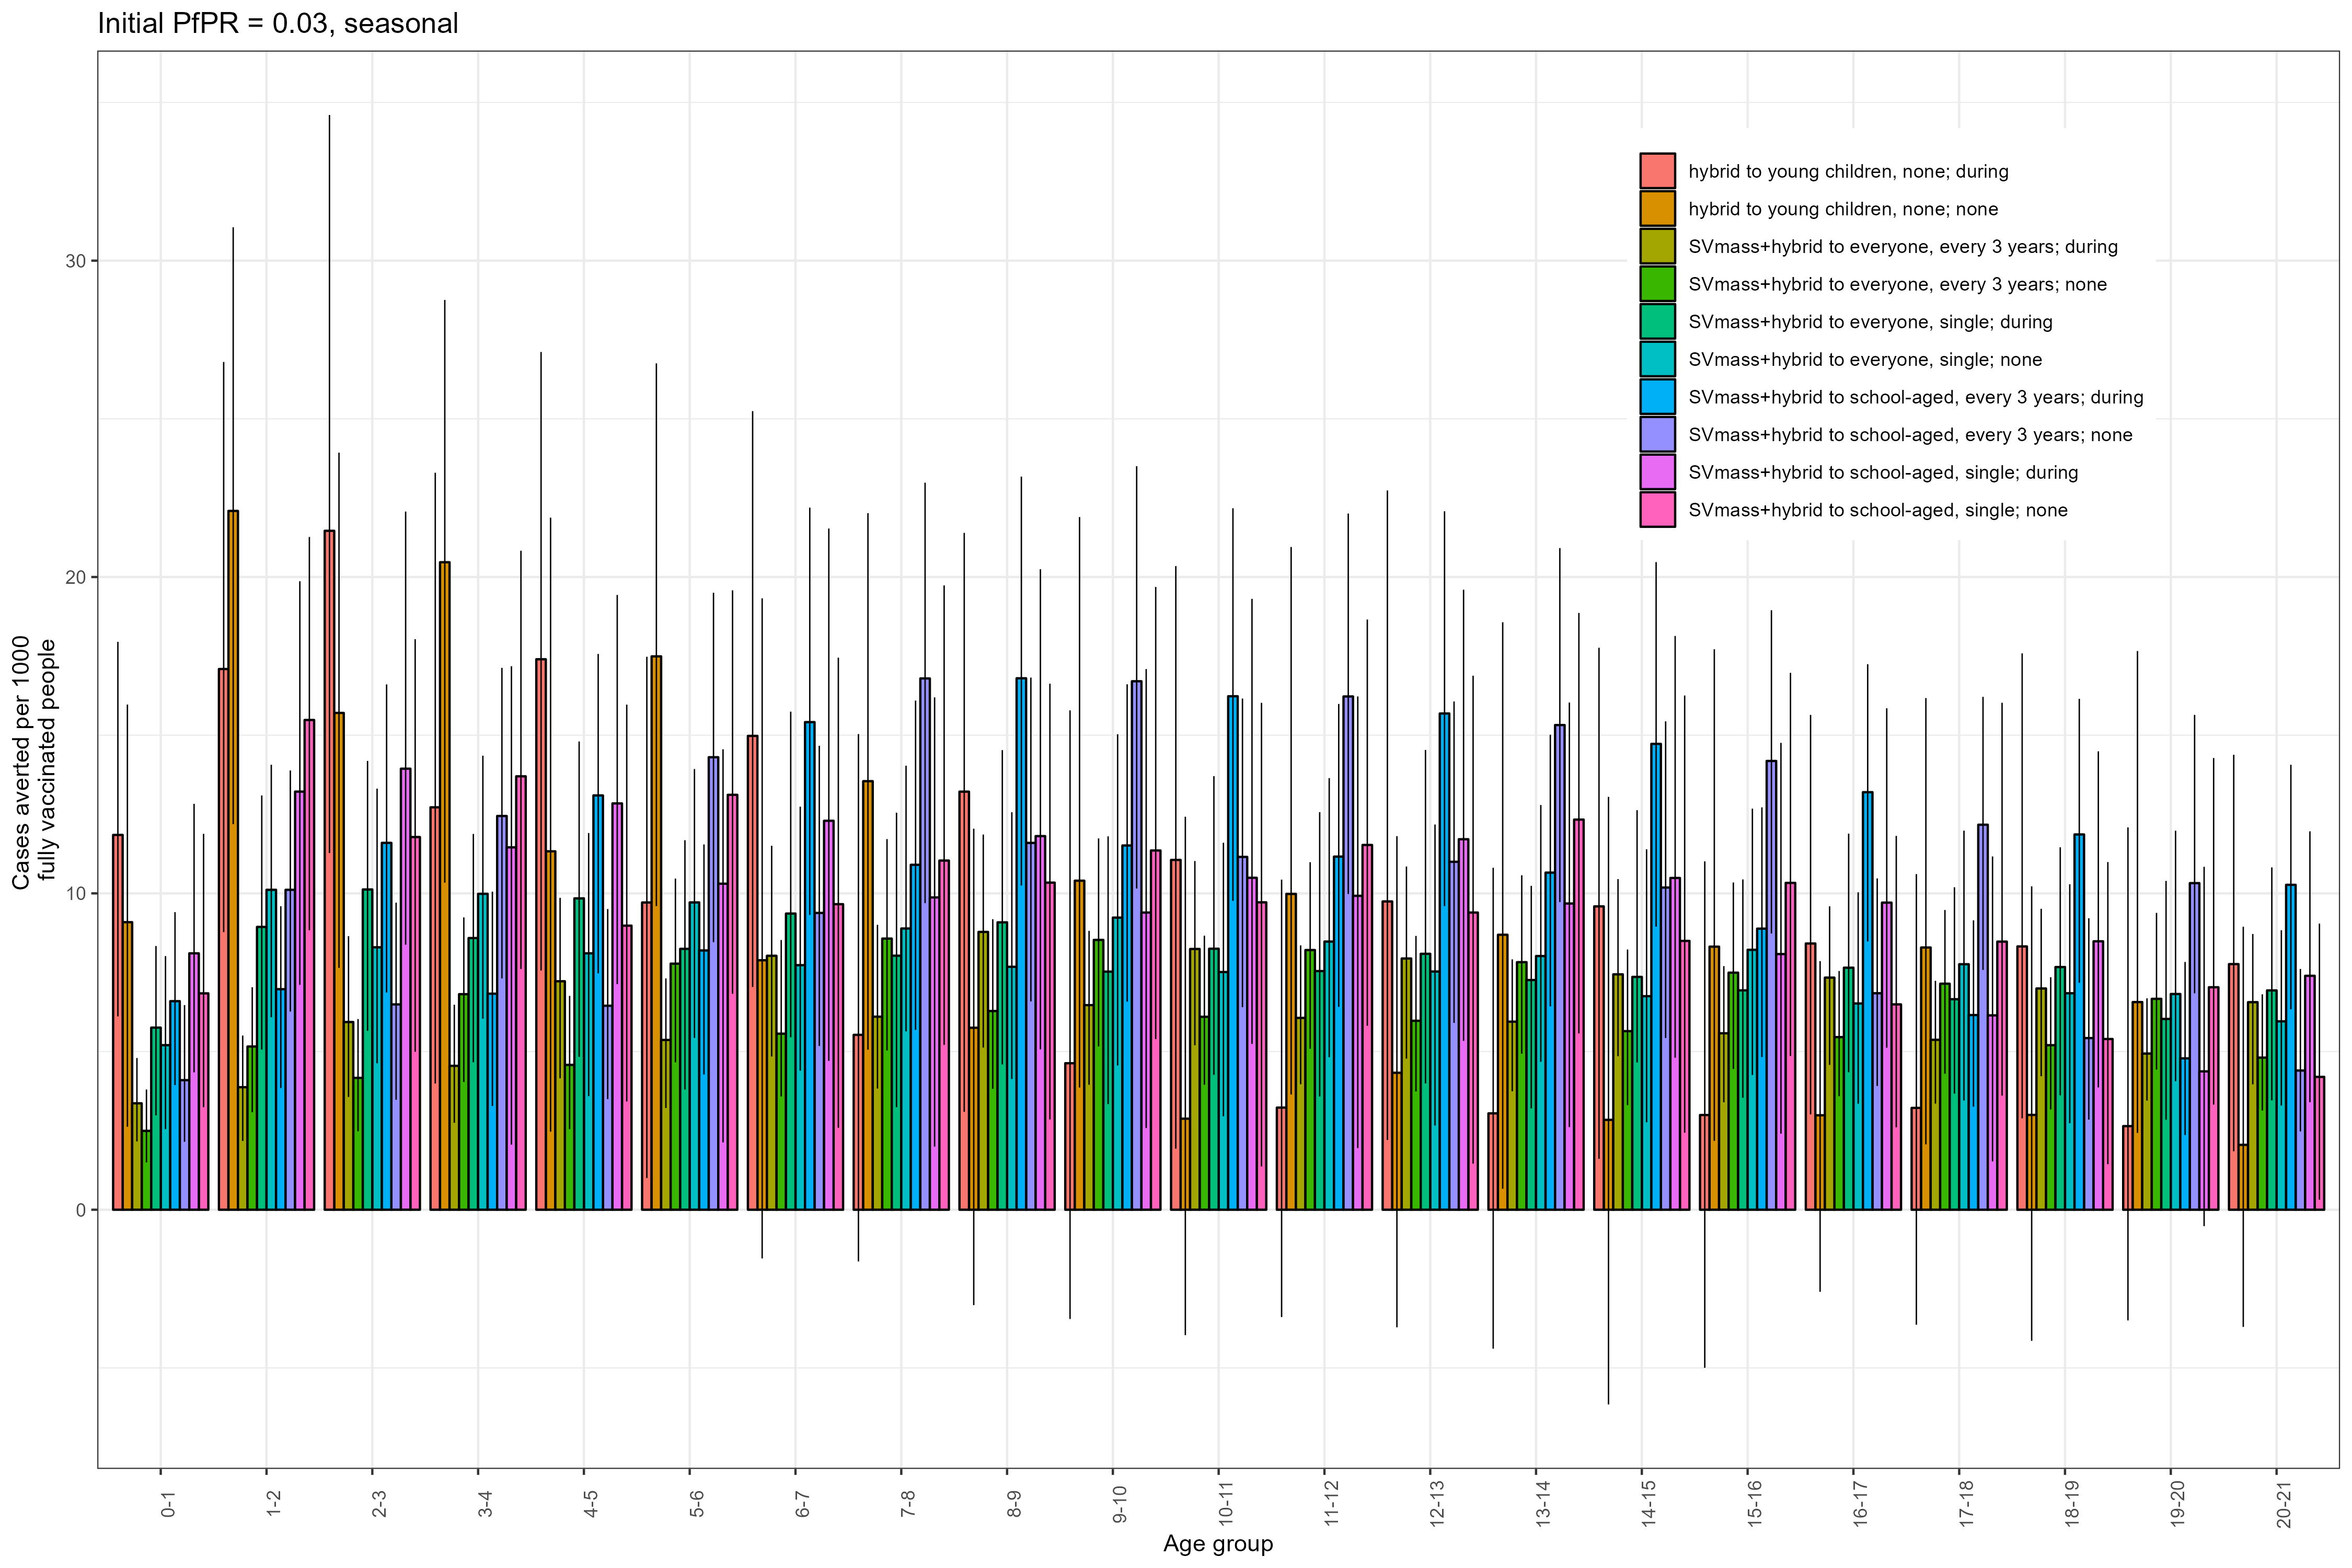 Initial PfPR = 0.03, seasonal
Cases averted per 1000
fully vaccinated people
30
20
10
0
hybrid to young children, none; during
hybrid to young children, none; none
SVmass+hybrid to everyone, every 3 years; during
SVmass+hybrid to everyone, every 3 years; none
SVmass+hybrid to everyone, single; during
SVmass+hybrid to everyone, single; none
SVmass+hybrid to school-aged, every 3 years; during
SVmass+hybrid to school-aged, every 3 years; none
SVmass+hybrid to school-aged, single; during
SVmass+hybrid to school-aged, single; none
0-1
1-2
2-3
3-4
4-5
5-6
6-7
7-8
8-9
9-10
10-11
11-12
12-13
13-14
14-15
15-16
16-17
17-18
18-19
19-20
20-21
Age group